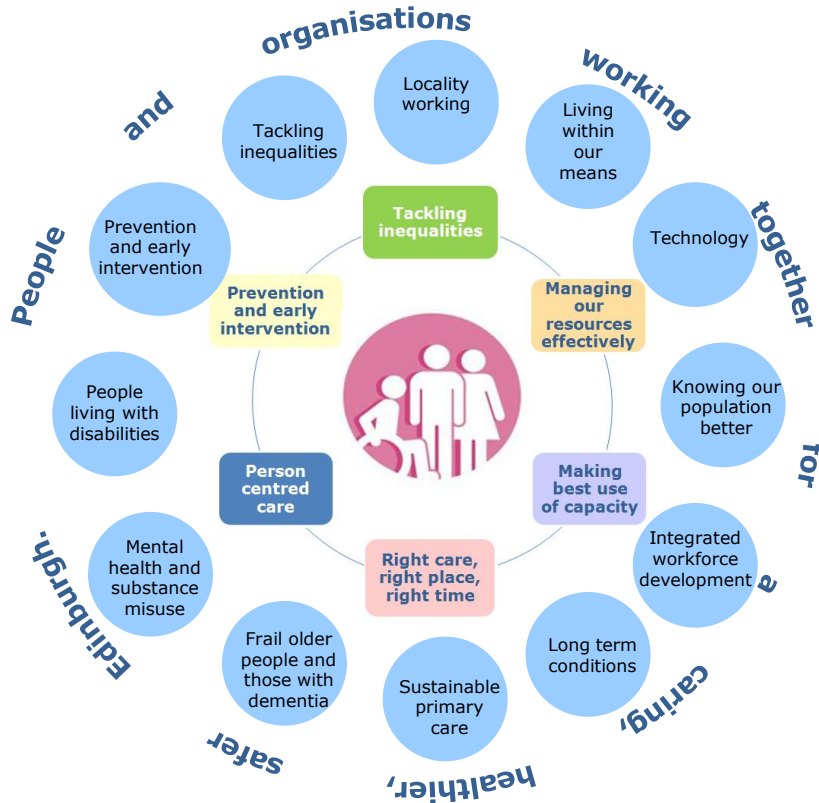 People
and
organisations
working
together
for
a
caring,
healthier,
safer
Edinburgh.
Locality
working
Living
within
our
means
Technology
Knowing our
population
better
Integrated
workforce
development
Long term
conditions
Sustainable
primary
care
Frail older
people and
those with
dementia
Mental
health and
substance
misuse
People
living with
disabilities
Prevention
and early
intervention
Tackling
inequalities
Tackling
inequalities
Managing
our
resources
effectively
Making
best use
of capacity
Right care,
right place,
right time
Person
centred
care
Prevention
and early
intervention